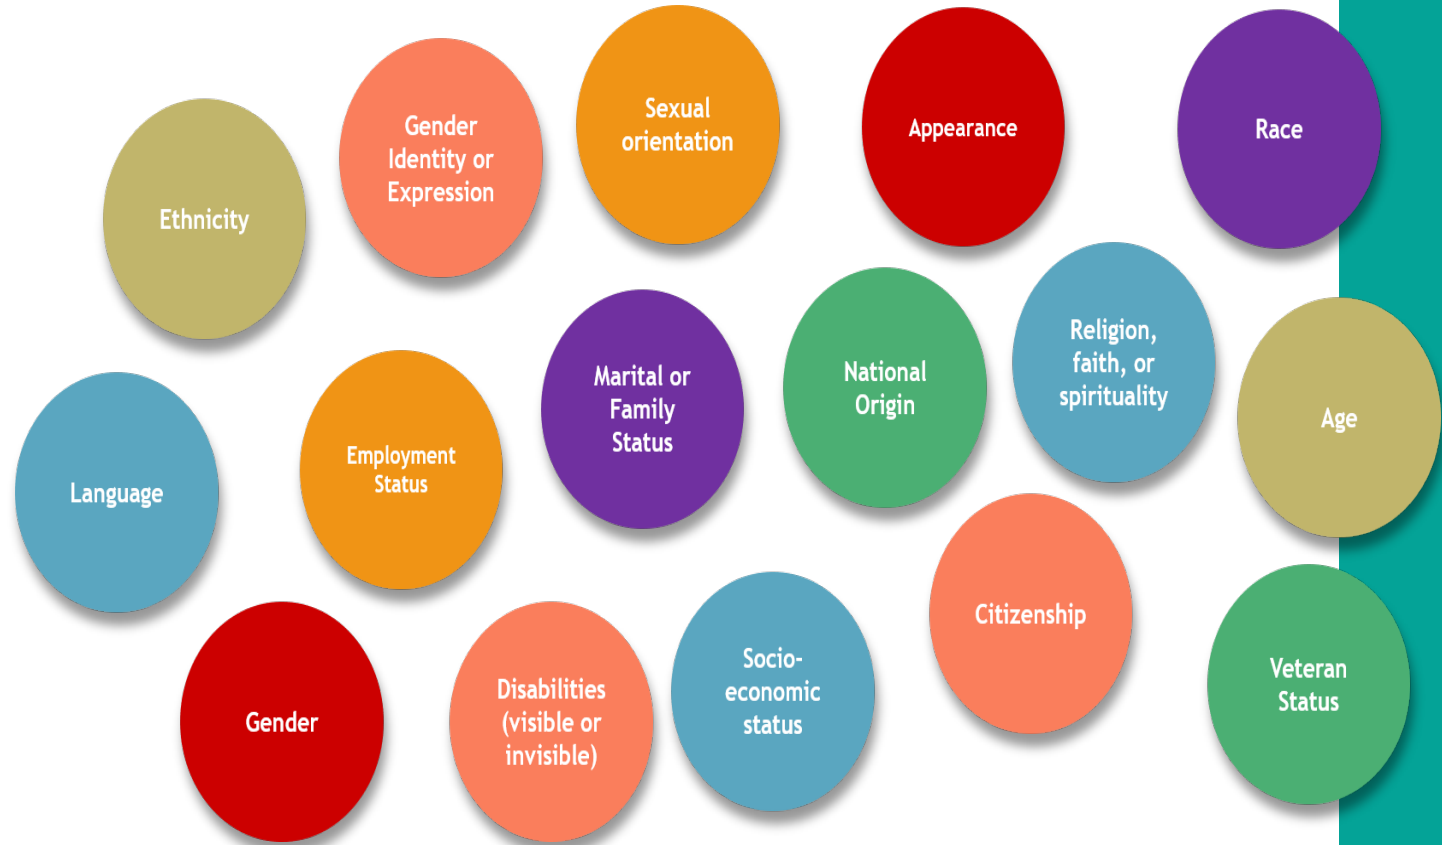 Ethnicity
Gender
Identity or
Expression
Sexual
orientation
Appearance
Race
Language
Employment
Status
Marital or
Family
Status
National
Origin
Religion,
faith, or
spirituality
Age
Gender
Disabilities
(visible or
invisible)
Socio-
economic
status
Citizenship
Veteran
Status